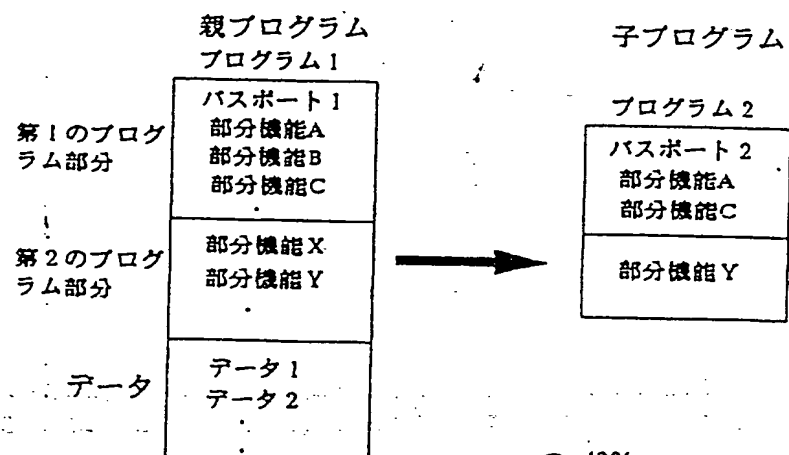 親プログラム
プログラム1
第1のプログ
ラム部分
パスポート1
部分機能A
部分機能B
部分機能C
第2のプログ
ラム部分
部分機能X
部分機能Y
データ
データ1
データ2
子プログラム
プログラム2
パスポート2
部分機能A
部分機能C
部分機能Y